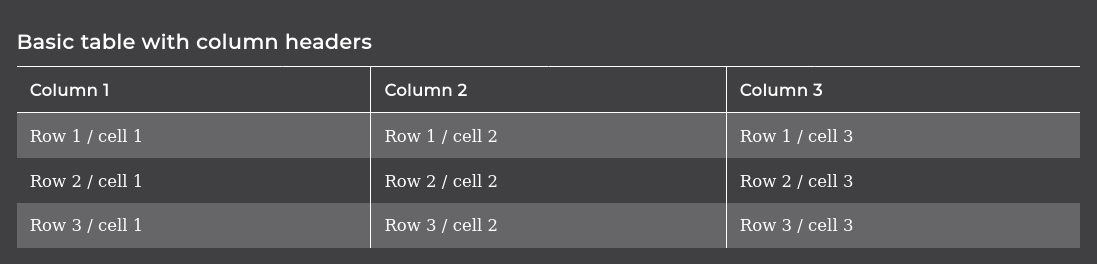 Basic table with column headers
Column 1 Column 2 Column 3
Row 1 / cell 1 Row 1 / cell 2 Row 1 / cell 3
Row 2 / cell 1 Row 2 / cell 2 Row 2 / cell 3
Row 3 / cell 1 Row 3 / cell 2 Row 3 / cell 3